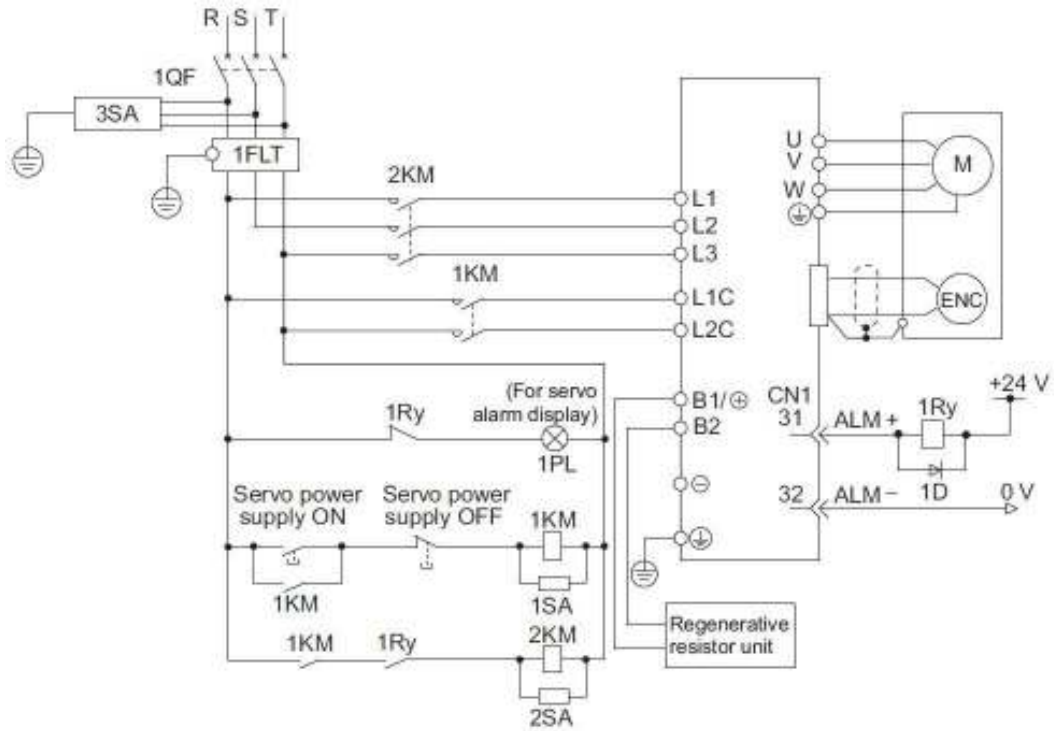 R S T
1QF
3SA
1FLT
2KM
L1
L2
L3
1KM
L1C
L2C
U
V
W
M
ENC
(For servo
alarm display)
1Ry
1PL
B1/⊕
B2
⊖
CN1
31
ALM +
1Ry
+24 V
1D
32
ALM −
0 V
Servo power
supply ON
Servo power
supply OFF
1KM
1KM
1SA
1KM
1Ry
2KM
2SA
Regenerative
resistor unit